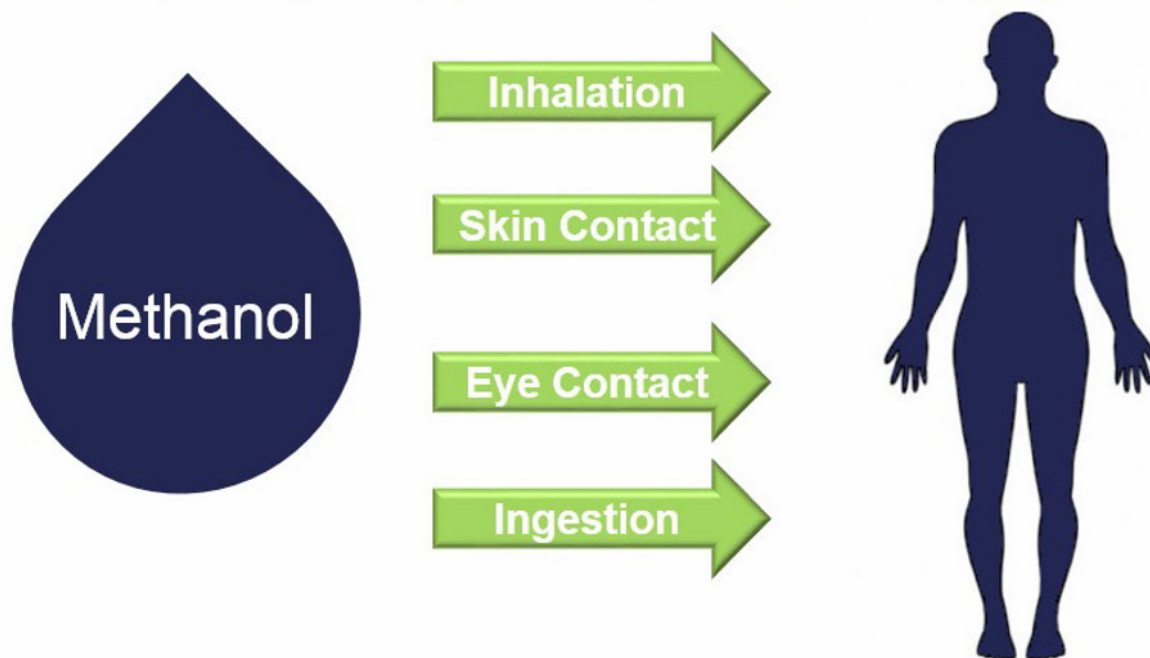 Methanol
Inhalation
Skin Contact
Eye Contact
Ingestion